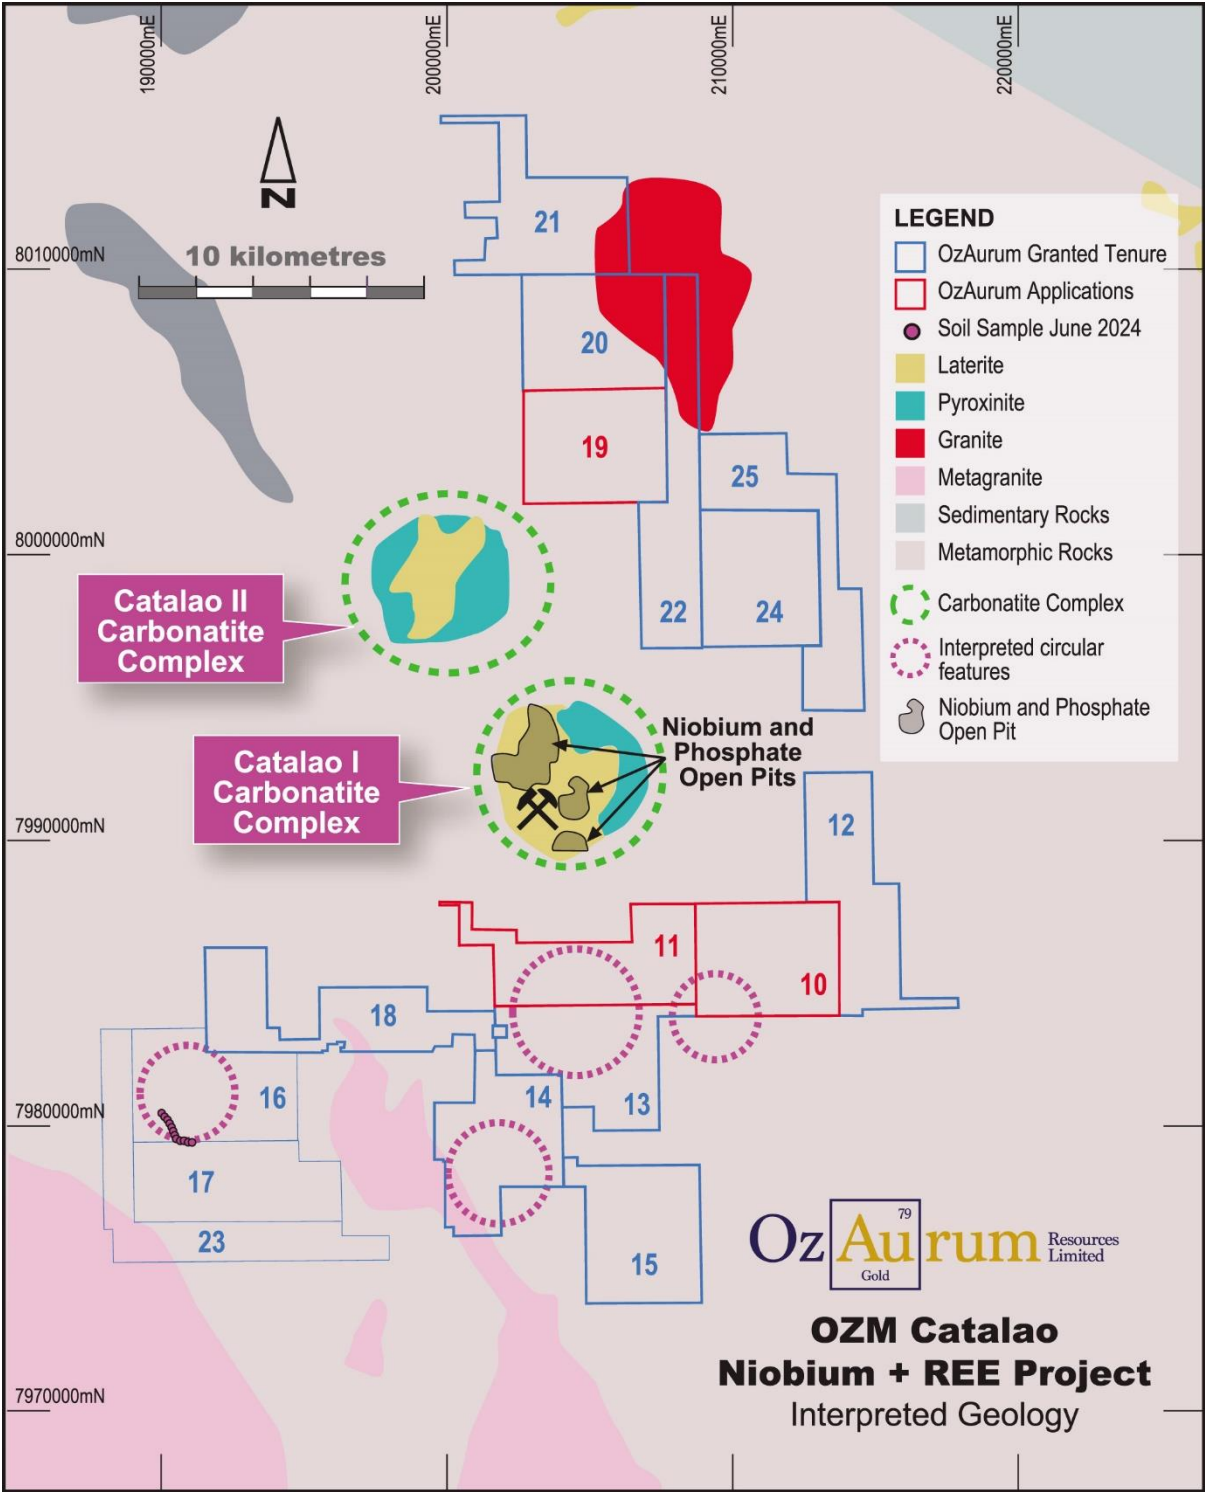 190000mE
200000mE
210000mE
220000mE
N
10 kilometres
8010000mN
8000000mN
7990000mN
7980000mN
7970000mN
LEGEND
OzAurum Granted Tenure
OzAurum Applications
Soil Sample June 2024
Laterite
Pyroxinite
Granite
Metagranite
Sedimentary Rocks
Metamorphic Rocks
Carbonatite Complex
Interpreted circular
features
Niobium and Phosphate
Open Pit
21
20
19
25
22
24
Catalao II
Carbonatite
Complex
Catalao I
Carbonatite
Complex
Niobium and
Phosphate
Open Pits
12
11
10
18
16
14
13
17
23
15
79
OzAurum
Gold
Resources
Limited
OZM Catalao
Niobium + REE Project
Interpreted Geology